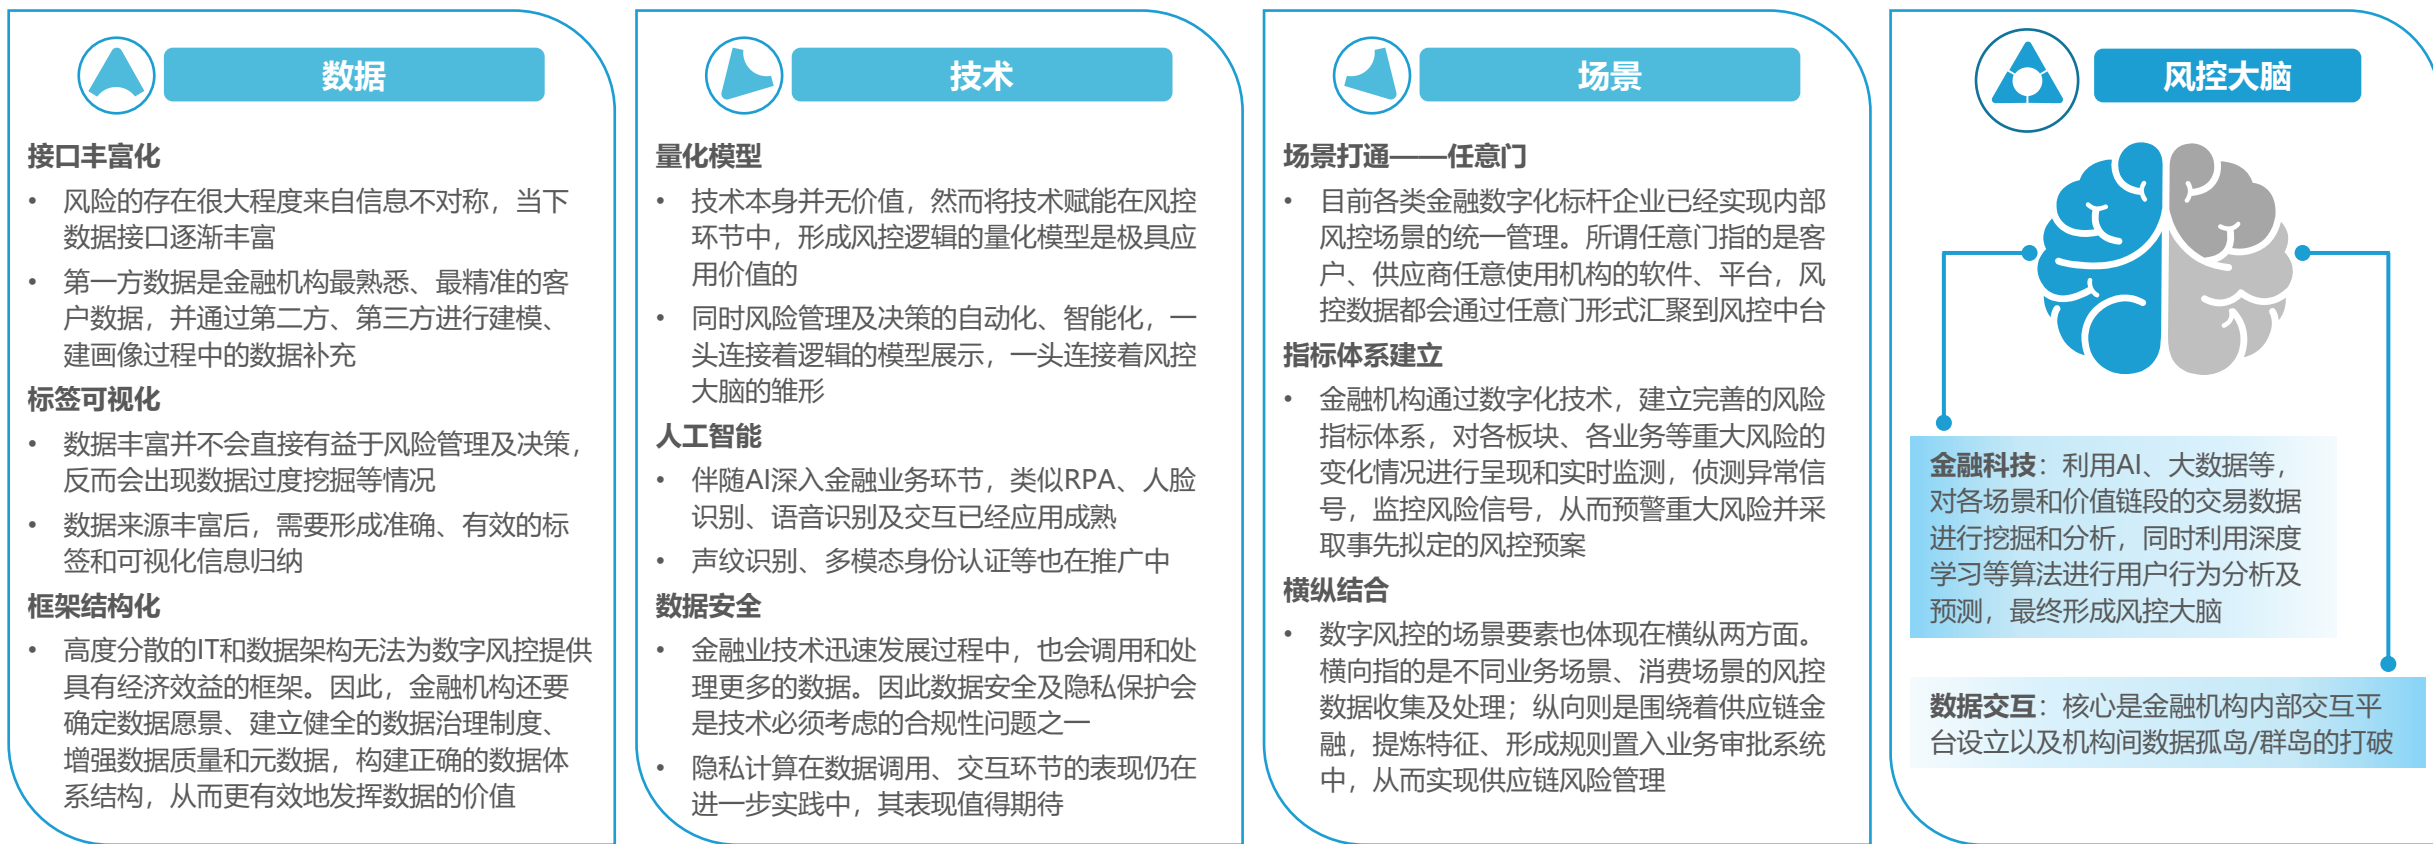 数据
接口丰富化
• 风险的存在很大程度来自信息不对称，当下
数据接口逐渐丰富
• 第一方数据是金融机构最熟悉、最精准的客
户数据，并通过第二方、第三方进行建模、
建画像过程中的数据补充
标签可视化
• 数据丰富并不会直接有益于风险管理及决策，
反而会出现数据过度挖掘等情况
• 数据来源丰富后，需要形成准确、有效的标
签和可视化信息归纳
框架结构化
• 高度分散的IT和数据架构无法为数字风控提供
具有经济效益的框架。因此，金融机构还要
确定数据愿景、建立健全的数据治理制度、
增强数据质量和元数据，构建正确的数据体
系结构，从而更有效地发挥数据的价值
技术
量化模型
• 技术本身并无价值，然而将技术赋能在风控
环节中，形成风控逻辑的量化模型是极具应
用价值的
• 同时风险管理及决策的自动化、智能化，一
头连接着逻辑的模型展示，一头连接着风控
大脑的雏形
人工智能
• 伴随AI深入金融业务环节，类似RPA、人脸
识别、语音识别及交互已经应用成熟
• 声纹识别、多模态身份认证等也在推广中
数据安全
• 金融业技术迅速发展过程中，也会调用和处
理更多的数据。因此数据安全及隐私保护会
是技术必须考虑的合规性问题之一
• 隐私计算在数据调用、交互环节的表现仍在
进一步实践中，其表现值得期待
场景
场景打通——任意门
• 目前各类金融数字化标杆企业已经实现内部
风控场景的统一管理。所谓任意门指的是客
户、供应商任意使用机构的软件、平台，风
控数据都会通过任意门形式汇聚到风控中台
指标体系建立
• 金融机构通过数字化技术，建立完善的风险
指标体系，对各板块、各业务等重大风险的
变化情况进行呈现和实时监测，侦测异常信
号，监控风险信号，从而预警重大风险并采
取事先拟定的风控预案
横纵结合
• 数字风控的场景要素也体现在横纵两方面。
横向指的是不同业务场景、消费场景的风控
数据收集及处理；纵向则是围绕着供应链金
融，提炼特征、形成规则置入业务审批系统
中，从而实现供应链风险管理
风控大脑
金融科技：利用AI、大数据等，
对各场景和价值链段的交易数据
进行挖掘和分析，同时利用深度
学习等算法进行用户行为分析及
预测，最终形成风控大脑
数据交互：核心是金融机构内部交互平
台设立以及机构间数据孤岛/群岛的打破